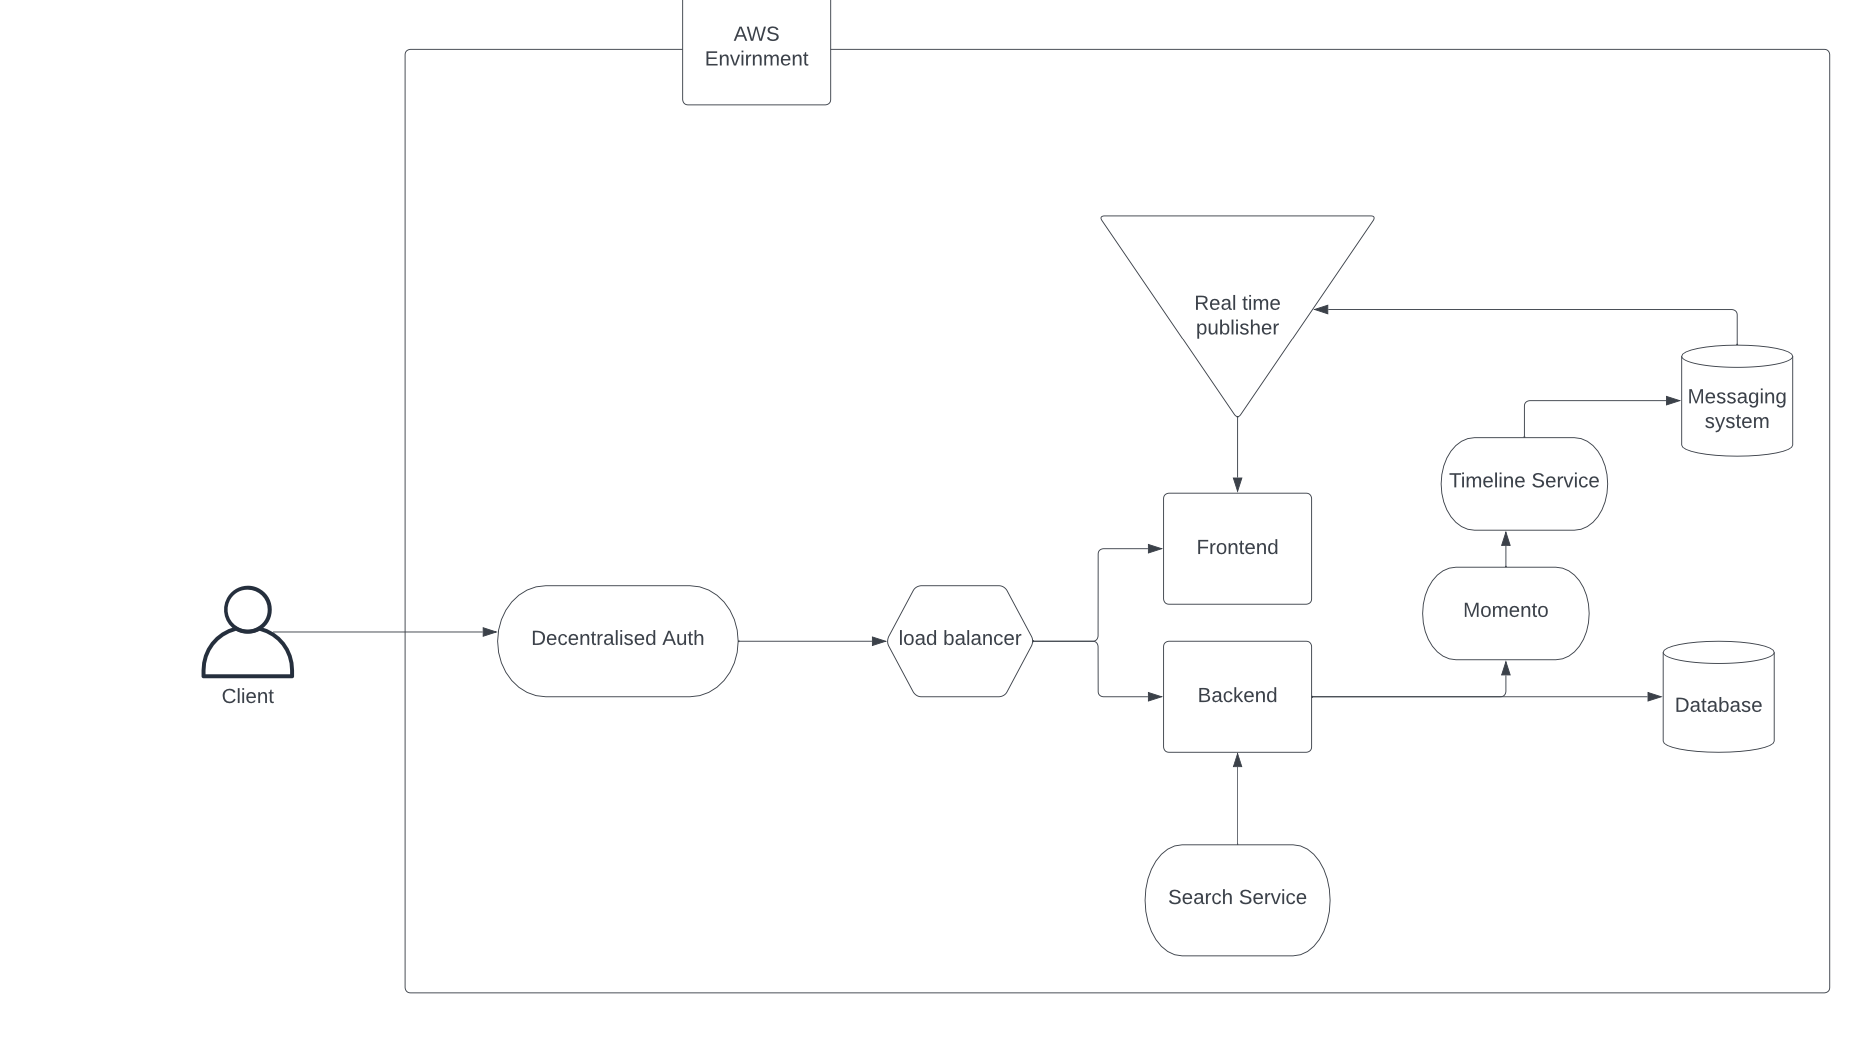 AWS
Envirnment
Real time
publisher
Messaging
system
Timeline Service
Frontend
Momento
Decentralised Auth
load balancer
Client
Backend
Database
Search Service